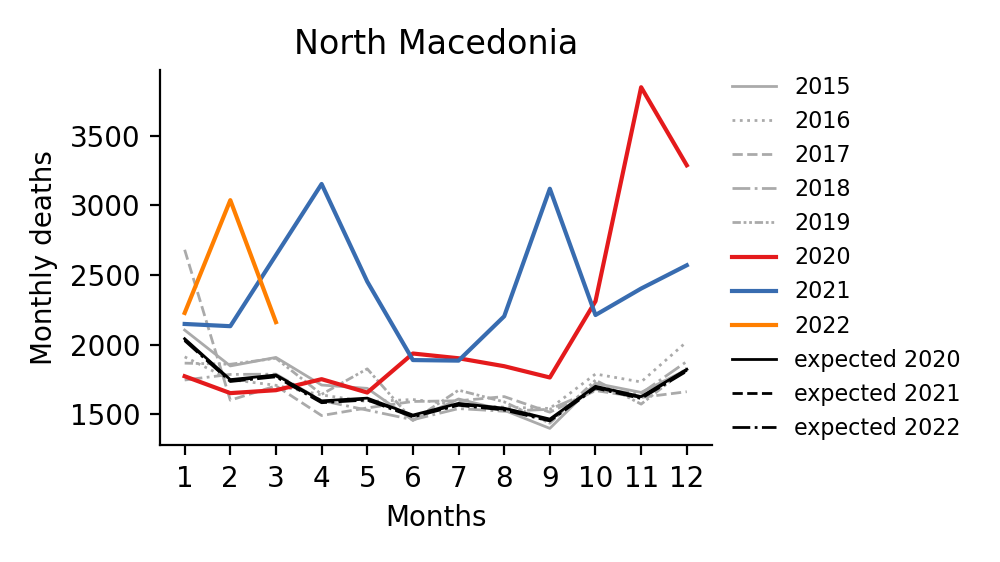 North Macedonia
Monthly deaths
3500
3000
2500
2000
1500
1 2 3 4 5 6 7 8 9 10 11 12
Months
2015
2016
2017
2018
2019
2020
2021
2022
expected 2020
expected 2021
expected 2022